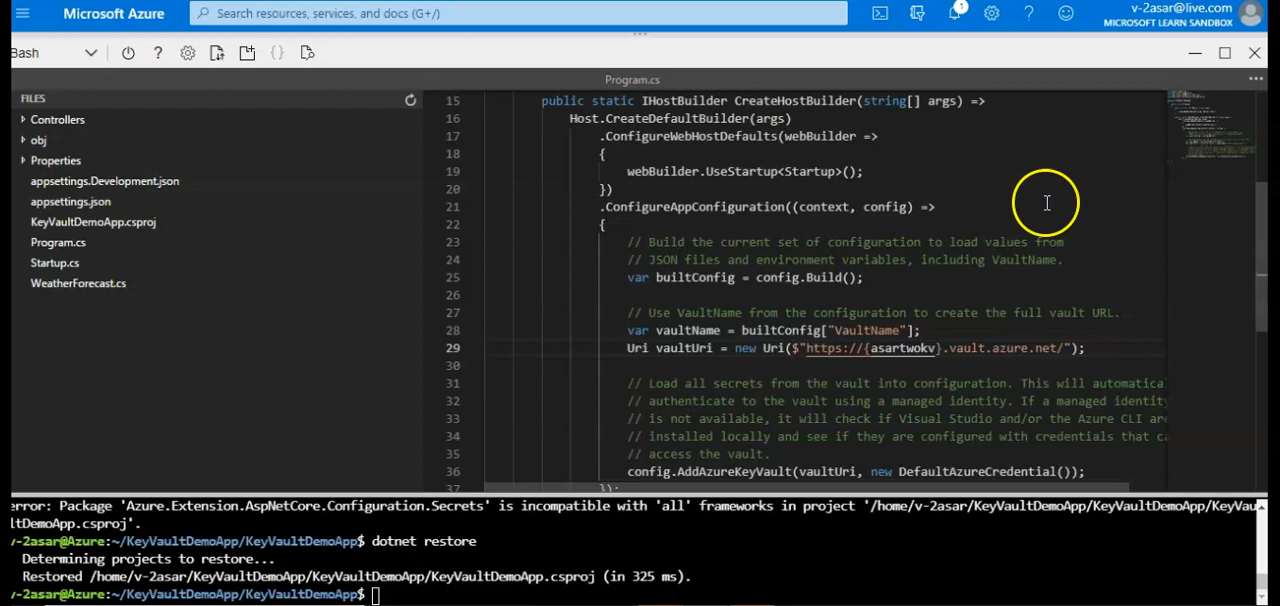 Microsoft Azure
Search resources, services, and docs (G+/)
1
v-2asar@live.com
MICROSOFT LEARN SANDBOX
Bash
Program.cs
FILES
Controllers
obj
Properties
appsettings.Development.json
appsettings.json
KeyVaultDemoApp.csproj
Program.cs
Startup.cs
WeatherForecast.cs
15 public static IHostBuilder CreateHostBuilder(string[] args) =>
16 Host.CreateDefaultBuilder(args)
17 .ConfigureWebHostDefaults(webBuilder =>
18 {
19 webBuilder.UseStartup<Startup>();
20 })
21 .ConfigureAppConfiguration((context, config) =>
22 {
23 // Build the current set of configuration to load values from
24 // JSON files and environment variables, including VaultName.
25 var builtConfig = config.Build();
26
27 // Use VaultName from the configuration to create the full vault URL.
28 var vaultName = builtConfig["VaultName"];
29 Uri vaultUri = new Uri($"https://{asartwokv}.vault.azure.net/");
30
31 // Load all secrets from the vault into configuration. This will automatica
32 // authenticate to the vault using a managed identity. If a managed identity
33 // is not available, it will check if Visual Studio and/or the Azure CLI are
34 // installed locally and see if they are configured with credentials that ca
35 // access the vault.
36 config.AddAzureKeyVault(vaultUri, new DefaultAzureCredential());
37 });
error: Package 'Azure.Extension.AspNetCore.Configuration.Secrets' is incompatible with 'all' frameworks in project '/home/v-2asar/KeyVaultDemoApp/KeyVaultDemoApp/KeyVau
ltDemoApp.csproj'.
v-2asar@Azure:~/KeyVaultDemoApp/KeyVaultDemoApp$ dotnet restore
Determining projects to restore...
Restored /home/v-2asar/KeyVaultDemoApp/KeyVaultDemoApp/KeyVaultDemoApp.csproj (in 325 ms).
v-2asar@Azure:~/KeyVaultDemoApp/KeyVaultDemoApp$